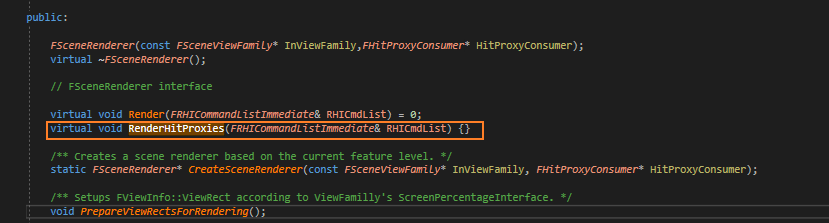 public:
FSceneRenderer(const FSceneViewFamily* InViewFamily,FHitProxyConsumer* HitProxyConsumer);
virtual ~FSceneRenderer();
// FSceneRenderer interface
virtual void Render(FRHICommandListImmediate& RHICmdList) = 0;
virtual void RenderHitProxies(FRHICommandListImmediate& RHICmdList) {}
/** Creates a scene renderer based on the current feature level. */
static FSceneRenderer* CreateSceneRenderer(const FSceneViewFamily* InViewFamily, FHitProxyConsumer* HitProxyConsumer);
/** Setups FViewInfo::ViewRect according to ViewFamilly's ScreenPercentageInterface. */
void PrepareViewRectsForRendering();